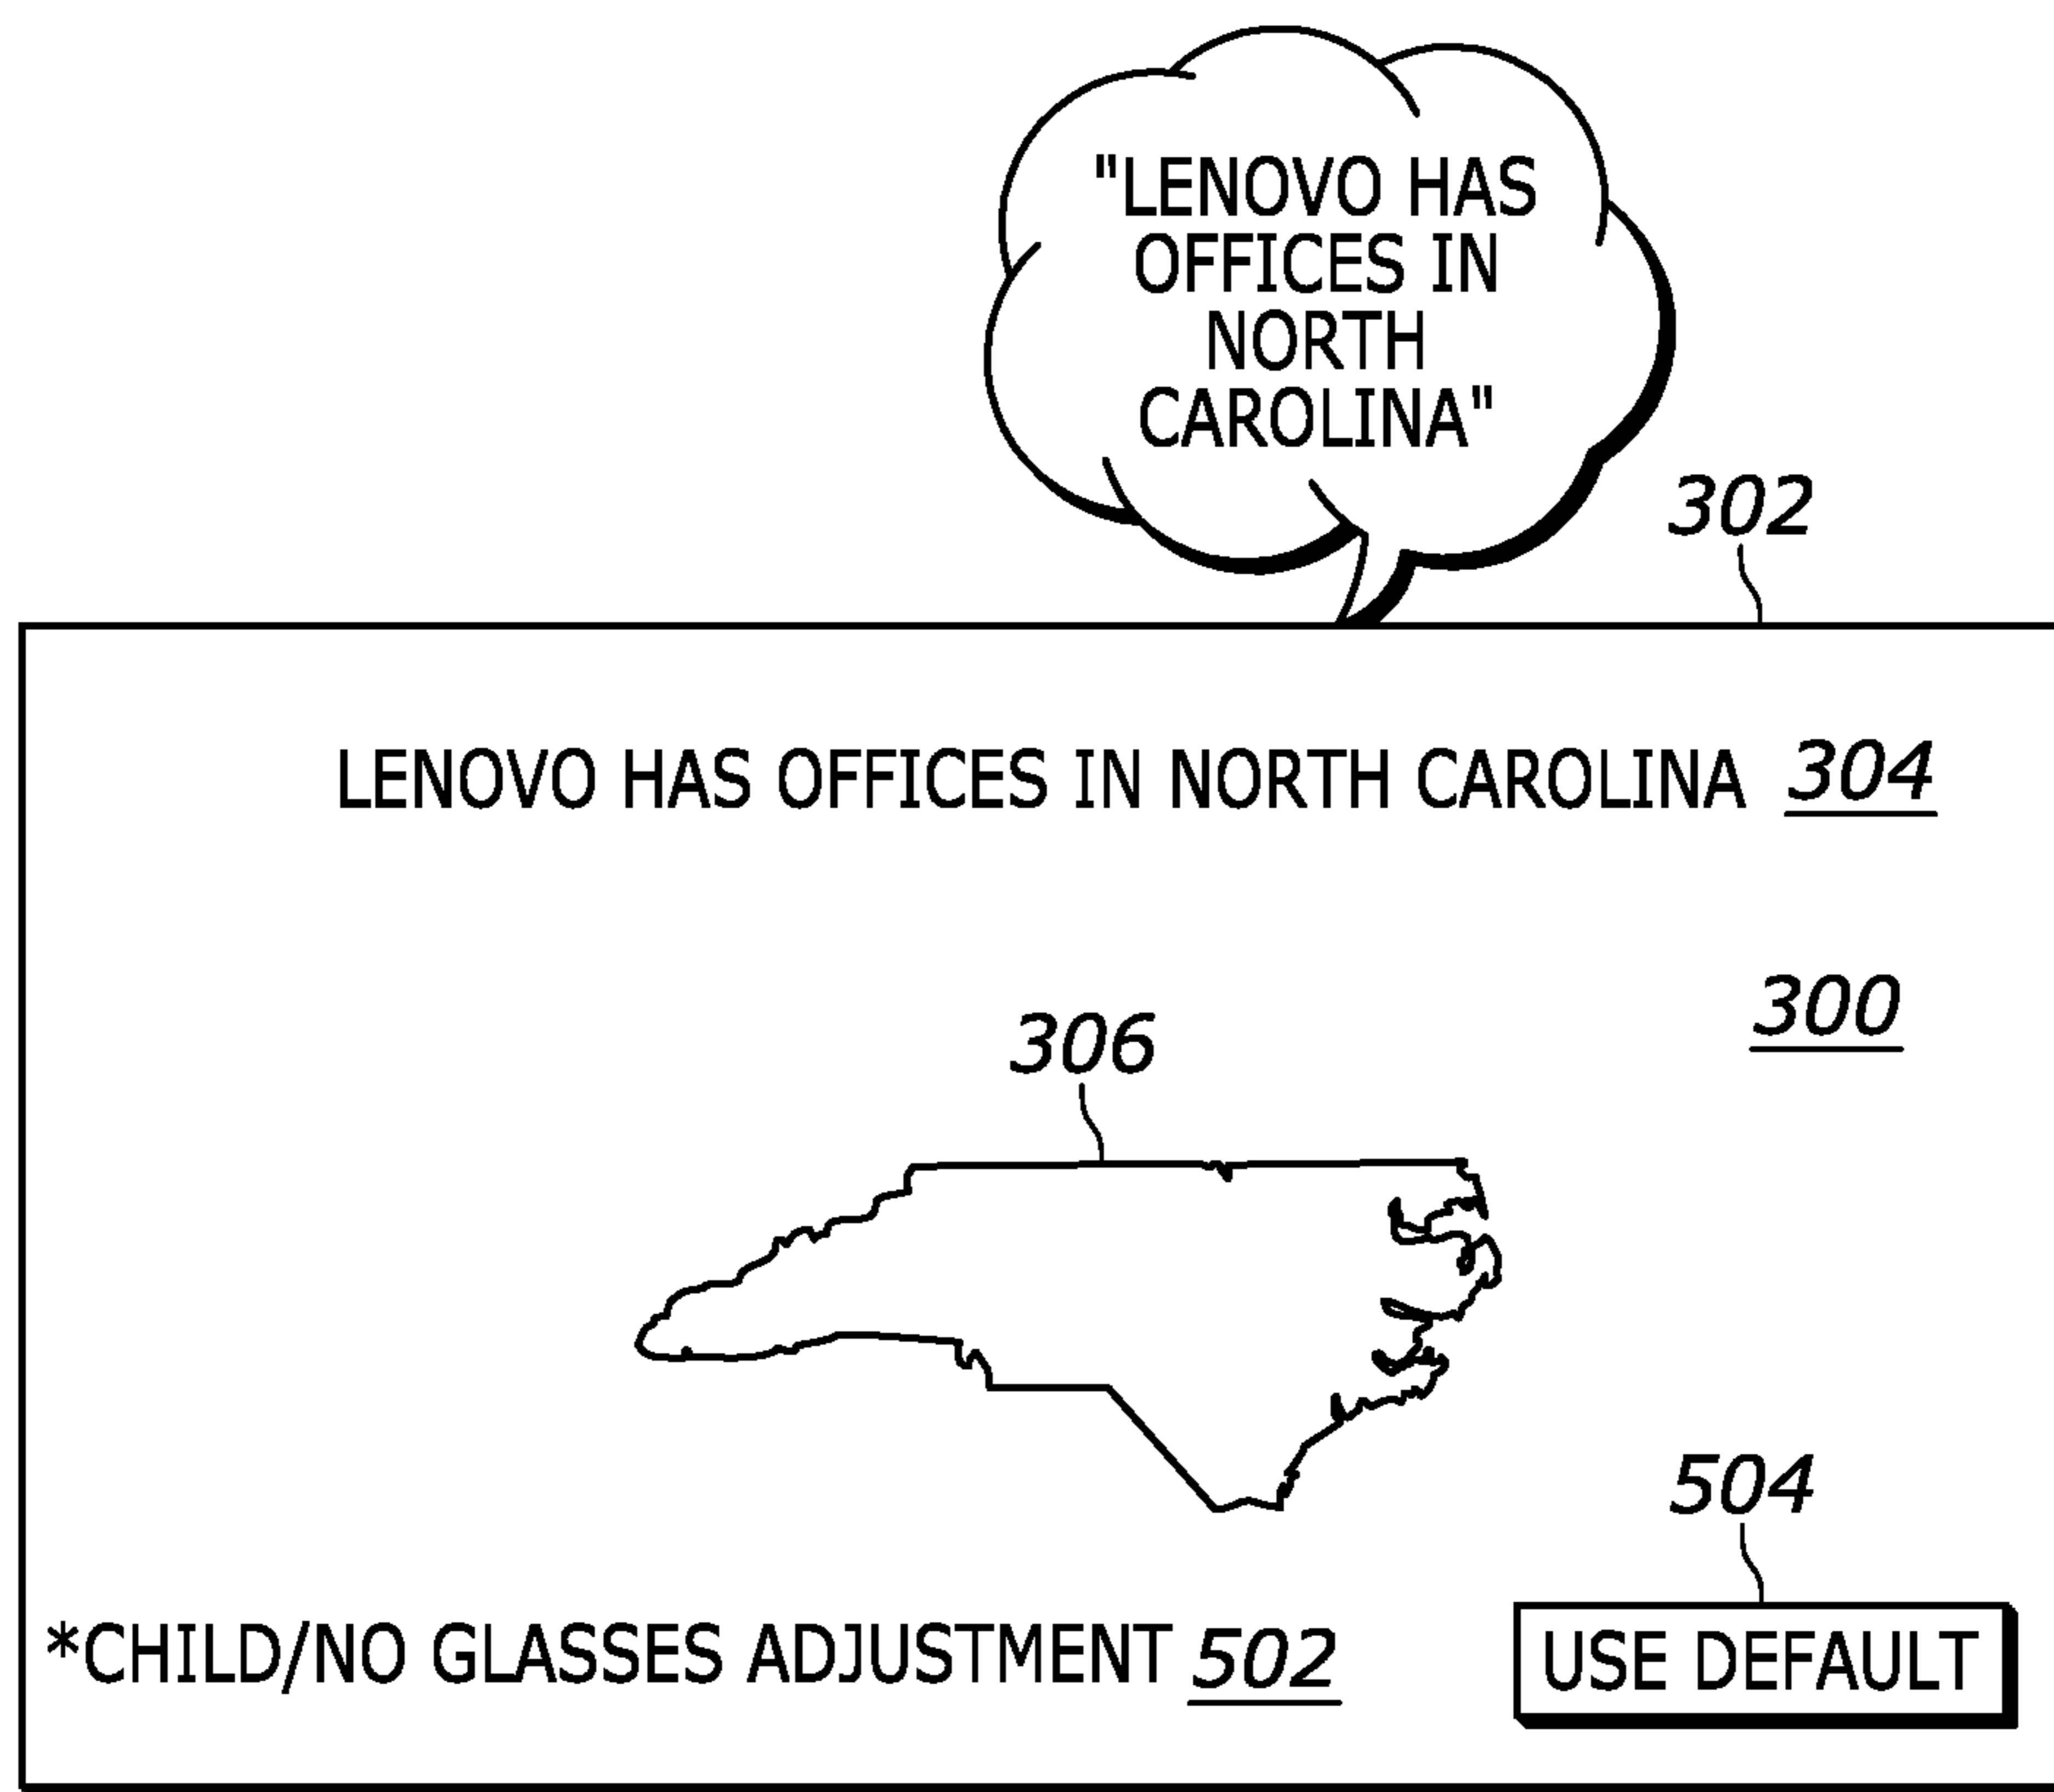 "LENOVO HAS
OFFICES IN
NORTH
CAROLINA"
302
LENOVO HAS OFFICES IN NORTH CAROLINA 304
300
306
504
*CHILD/NO GLASSES ADJUSTMENT 502
USE DEFAULT